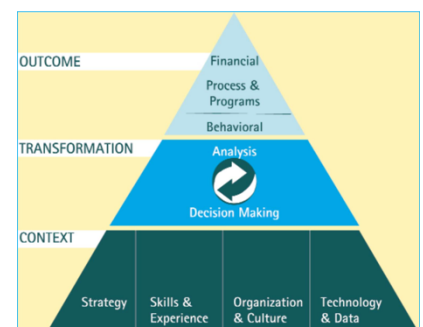 OUTCOME
Financial
Process &
Programs
Behavioral
TRANSFORMATION
Analysis
Decision Making
CONTEXT
Strategy
Skills &
Experience
Organization
& Culture
Technology
& Data